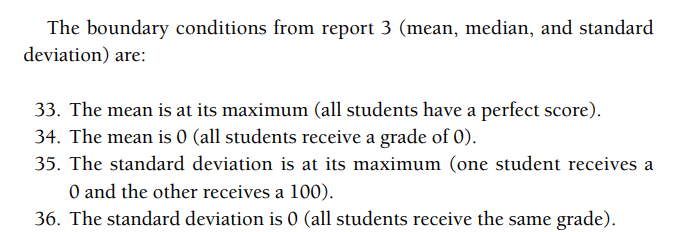 The boundary conditions from report 3 (mean, median, and standard
deviation) are:
33. The mean is at its maximum (all students have a perfect score).
34. The mean is 0 (all students receive a grade of 0).
35. The standard deviation is at its maximum (one student receives a
0 and the other receives a 100).
36. The standard deviation is 0 (all students receive the same grade).